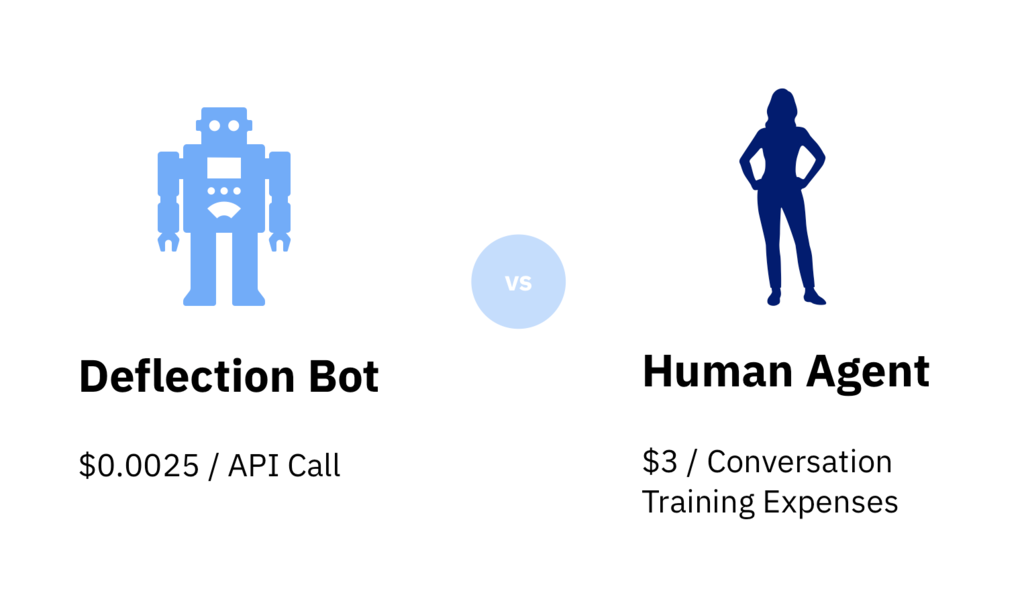 vs
Deflection Bot
$0.0025 / API Call
Human Agent
$3 / Conversation
Training Expenses